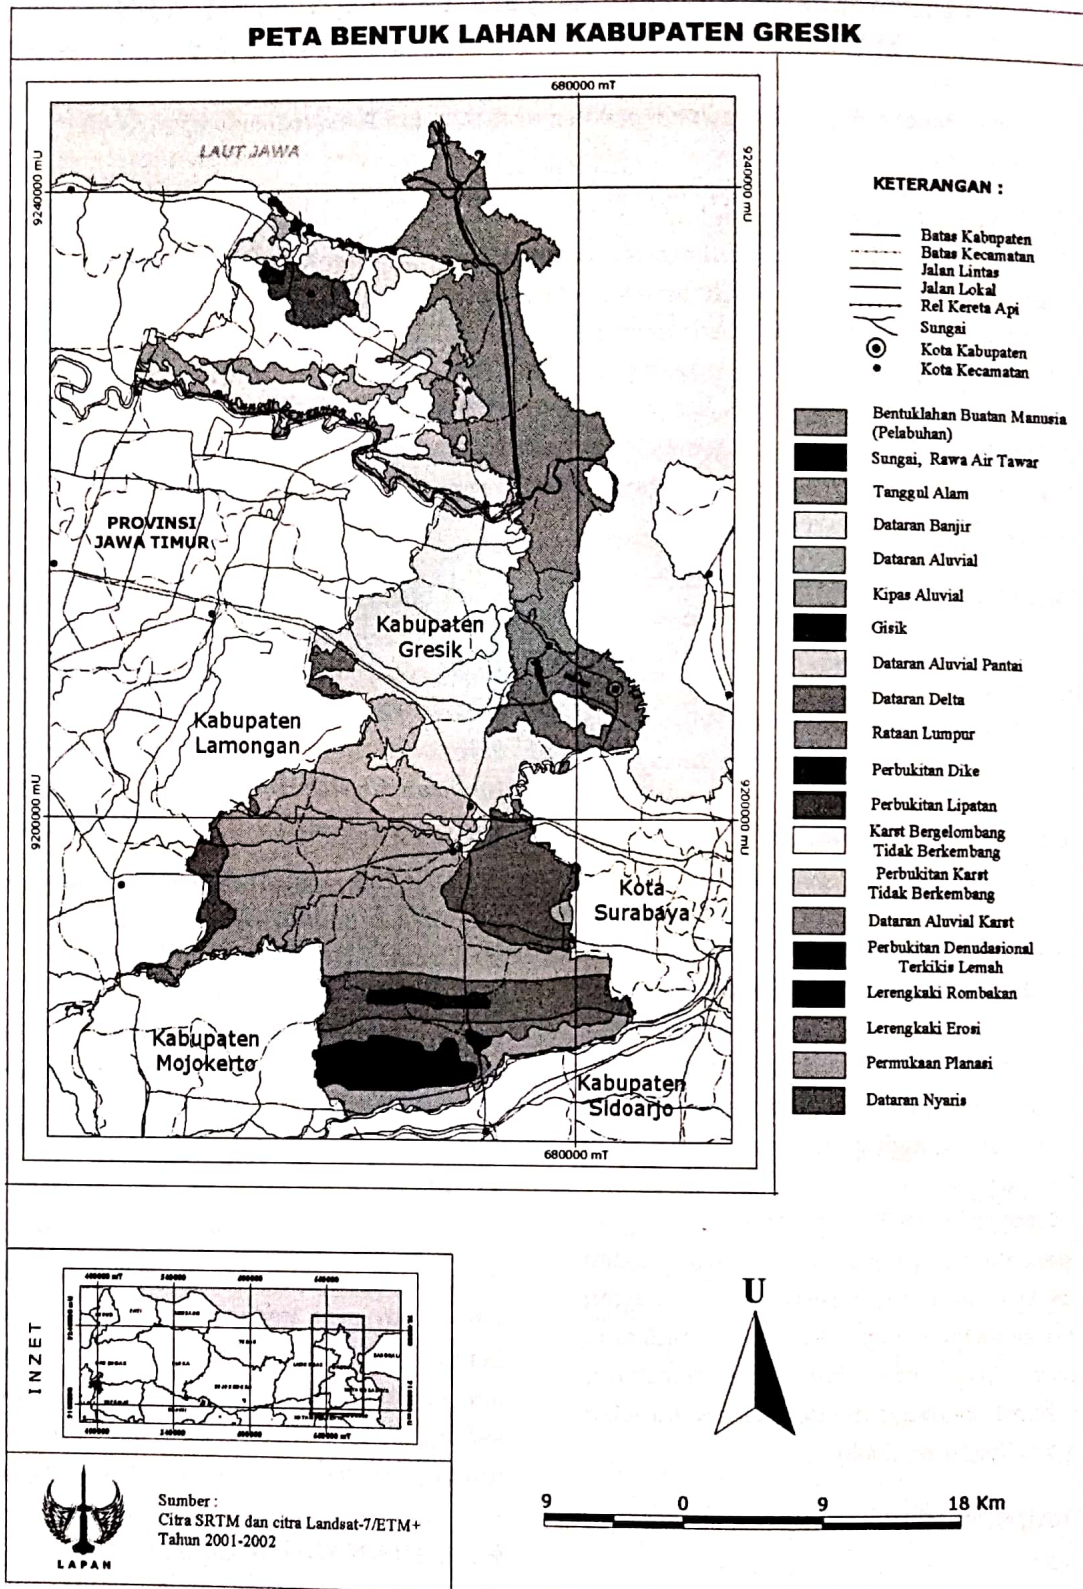 PETA BENTUK LAHAN KABUPATEN GRESIK
680000 mT
LAUT JAWA
9240000 mU
9240000 mU
PROVINSI
JAWA TIMUR
Kabupaten
Gresik
Kabupaten
Lamongan
9200000 mU
9200000 mU
Kota
Surabaya
Kabupaten
Mojokerto
Kabupaten
Sidoarjo
680000 mT
KETERANGAN :
Batas Kabupaten
Batas Kecamatan
Jalan Lintas
Jalan Lokal
Rel Kereta Api
Sungai
Kota Kabupaten
Kota Kecamatan
Bentuklahan Buatan Manusia
(Pelabuhan)
Sungai, Rawa Air Tawar
Tanggul Alam
Dataran Banjir
Dataran Aluvial
Kipas Aluvial
Gisik
Dataran Aluvial Pantai
Dataran Delta
Rataan Lumpur
Perbukitan Dike
Perbukitan Lipatan
Karst Bergelombang
Tidak Berkembang
Perbukitan Karst
Tidak Berkembang
Dataran Aluvial Karst
Perbukitan Denudasional
Terkikis Lemah
Lerengkaki Rombakan
Lerengkaki Erosi
Permukaan Planasi
Dataran Nyaris
INZET
U
LAPAN
Sumber :
Citra SRTM dan citra Landsat-7/ETM+
Tahun 2001-2002
9 0 9 18 Km